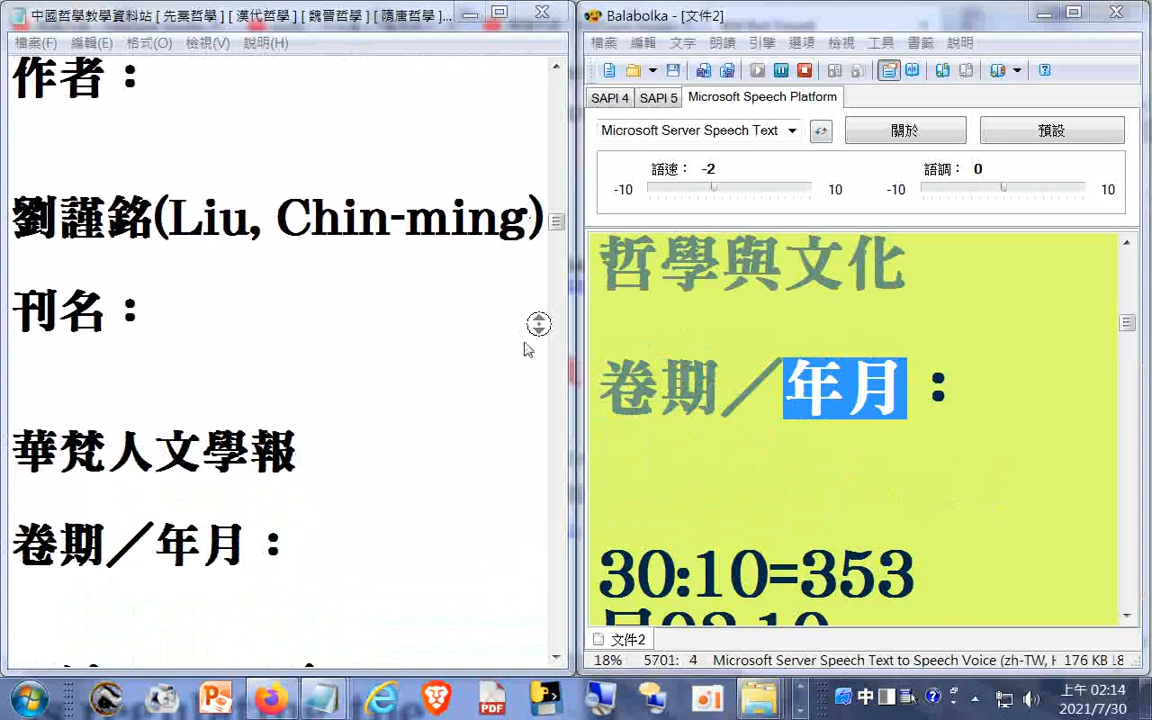 中國哲學教學資料站 [ 先秦哲學 ] [ 漢代哲學 ] [ 魏晉哲學 ] [ 隋唐哲學 ]...
檔案(F) 編輯(E) 格式(O) 檢視(V) 說明(H)
作者：
劉謹銘(Liu, Chin-ming)
刊名：
華梵人文學報
卷期／年月：
Balabolka - [文件2]
檔案 編輯 文字 朗讀 引擎 選項 檢視 工具 書籤 說明
SAPI 4 SAPI 5 Microsoft Speech Platform
Microsoft Server Speech Text 關於 預設
語速： -2 語調： 0
-10 10 -10 10
哲學與文化
卷期／年月：
30:10=353
文件2
18% 5701: 4 Microsoft Server Speech Text to Speech Voice (zh-TW, H 176 KB
PDF
中
上午 02:14
2021/7/30